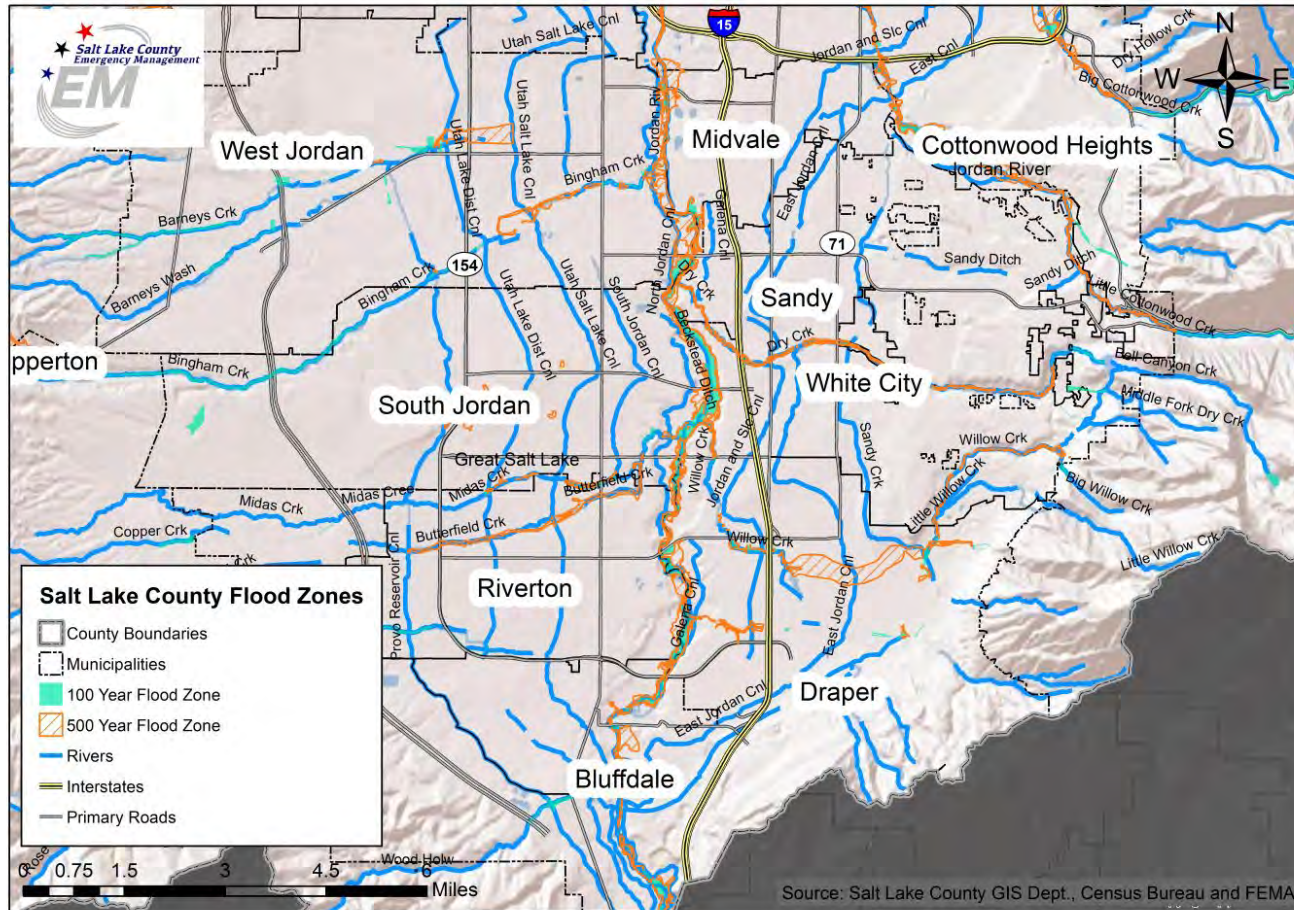 Salt Lake County
Emergency Management
EM
15
Utah Salt Lake Cnl
Jordan and Slc Cnl
East Cnl
Dry Hollow Crk
Big Cottonwood Crk
N
W
E
S
West Jordan
Utah Lake Dist Cnl
Utah Salt Lake Cnl
Jordan Riv
Midvale
Cottonwood Heights
Jordan River
Bingham Crk
East Jordan Cnl
Galena Cnl
Barneys Crk
Barneys Wash
Bingham Crk
154
North Jordan Cnl
Dry Crk
71
Sandy Ditch
Sandy Ditch
Little Cottonwood Crk
Sandy
Utah Lake Dist Cnl
Utah Salt Lake Cnl
South Jordan Cnl
Beckstead Ditch
Dry Crk
pperton
Bingham Crk
White City
Bell Canyon Crk
Middle Fork Dry Crk
South Jordan
Willow Crk
Jordan and Slc Cnl
Sandy Crk
Willow Crk
Great Salt Lake
Midas Crk
Butterfield Crk
Midas Cree
Midas Crk
Little Willow Crk
Big Willow Crk
Copper Crk
Crk
Butterfield Crk
Willow Crk
Little Willow Crk
Provo Reservoir Cnl
Riverton
Galena Cnl
East Jordan Cnl
East Jordan Cnl
Draper
Bluffdale
Wood Holw
Rose
Salt Lake County Flood Zones
County Boundaries
Municipalities
100 Year Flood Zone
500 Year Flood Zone
Rivers
Interstates
Primary Roads
0 0.75 1.5 3 4.5 6
Miles
Source: Salt Lake County GIS Dept., Census Bureau and FEMA